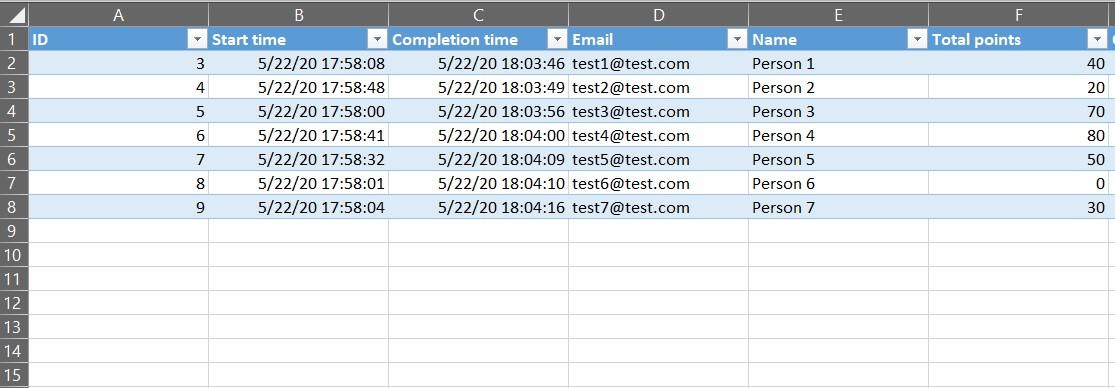 A B C D E F
1 ID Start time Completion time Email Name Total points
2 3 5/22/20 17:58:08 5/22/20 18:03:46 test1@test.com Person 1 40
3 4 5/22/20 17:58:48 5/22/20 18:03:49 test2@test.com Person 2 20
4 5 5/22/20 17:58:00 5/22/20 18:03:56 test3@test.com Person 3 70
5 6 5/22/20 17:58:41 5/22/20 18:04:00 test4@test.com Person 4 80
6 7 5/22/20 17:58:32 5/22/20 18:04:09 test5@test.com Person 5 50
7 8 5/22/20 17:58:01 5/22/20 18:04:10 test6@test.com Person 6 0
8 9 5/22/20 17:58:04 5/22/20 18:04:16 test7@test.com Person 7 30
9
10
11
12
13
14
15